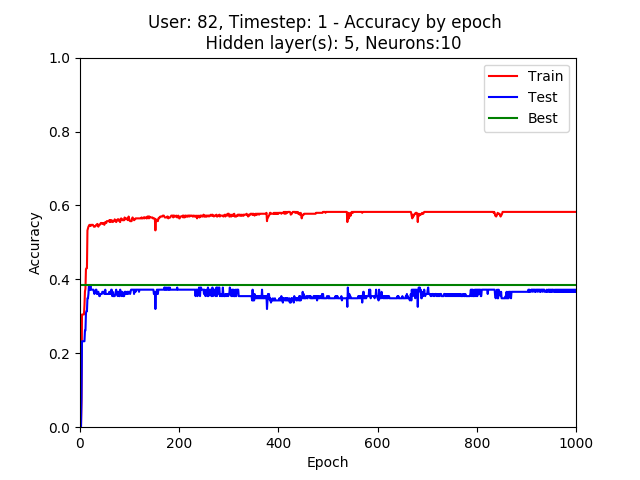 User: 82, Timestep: 1 - Accuracy by epoch
Hidden layer(s): 5, Neurons:10
Train
Test
Best
1.0
0.8
0.6
0.4
0.2
0.0
Accuracy
0 200 400 600 800 1000
Epoch